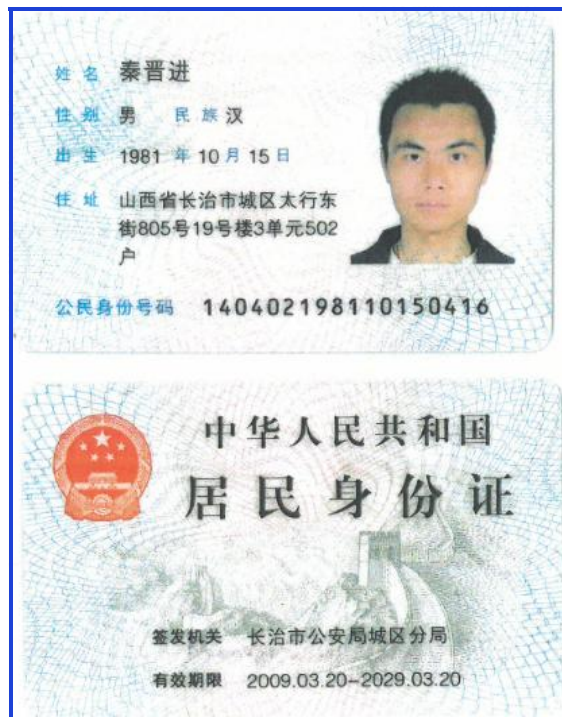 姓名 秦晋进
性别 男 民族 汉
出生 1981 年 10 月 15 日
住址 山西省长治市城区太行东
街805号19号楼3单元502
户
公民身份号码 140402198110150416
中华人民共和国
居民身份证
签发机关 长治市公安局城区分局
有效期限 2009.03.20-2029.03.20